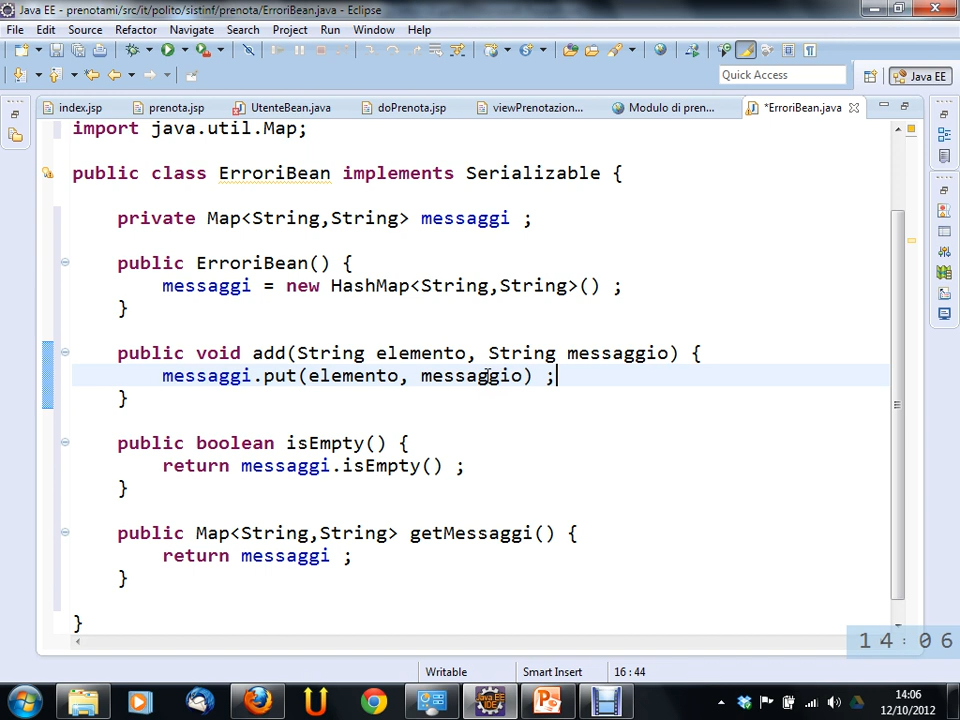 Java EE - prenotami/src/it/polito/sistinf/prenota/ErroriBean.java - Eclipse
File Edit Source Refactor Navigate Search Project Run Window Help
Quick Access
Java EE
index.jsp prenota.jsp UtenteBean.java doPrenota.jsp viewPrenotazion... Modulo di pren... *ErroriBean.java
import java.util.Map;
public class ErroriBean implements Serializable {
private Map<String,String> messaggi ;
public ErroriBean() {
messaggi = new HashMap<String,String>() ;
}
public void add(String elemento, String messaggio) {
messaggi.put(elemento, messaggio) ;
}
public boolean isEmpty() {
return messaggi.isEmpty() ;
}
public Map<String,String> getMessaggi() {
return messaggi ;
}
}
14:06
Writable Smart Insert 16 : 44
14:06
12/10/2012